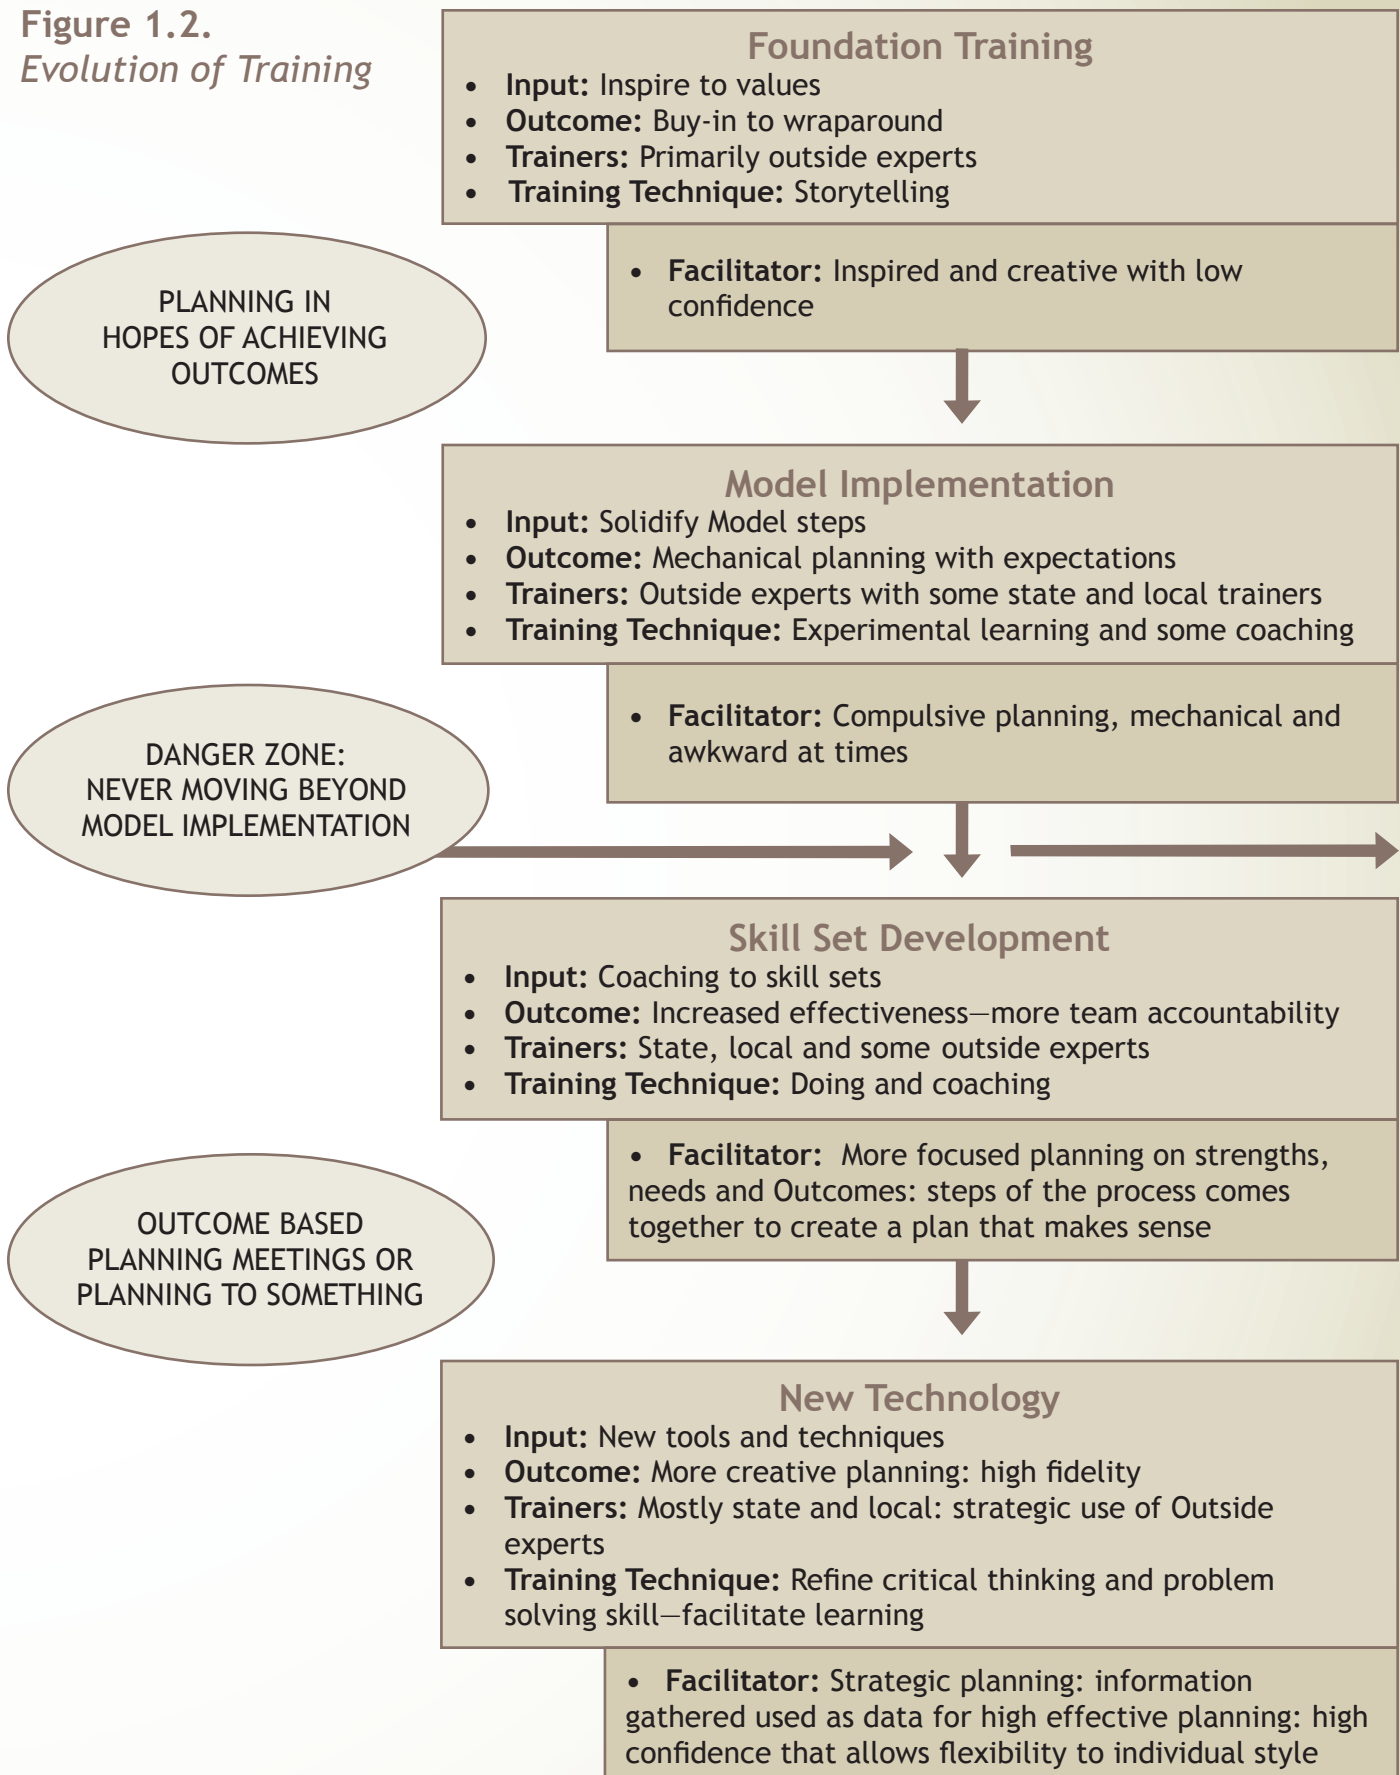 Figure 1.2.
Evolution of Training
Foundation Training
• Input: Inspire to values
• Outcome: Buy-in to wraparound
• Trainers: Primarily outside experts
• Training Technique: Storytelling
• Facilitator: Inspired and creative with low
confidence
PLANNING IN
HOPES OF ACHIEVING
OUTCOMES
Model Implementation
• Input: Solidify Model steps
• Outcome: Mechanical planning with expectations
• Trainers: Outside experts with some state and local trainers
• Training Technique: Experimental learning and some coaching
• Facilitator: Compulsive planning, mechanical and
awkward at times
DANGER ZONE:
NEVER MOVING BEYOND
MODEL IMPLEMENTATION
Skill Set Development
• Input: Coaching to skill sets
• Outcome: Increased effectiveness—more team accountability
• Trainers: State, local and some outside experts
• Training Technique: Doing and coaching
• Facilitator: More focused planning on strengths,
needs and Outcomes: steps of the process comes
together to create a plan that makes sense
OUTCOME BASED
PLANNING MEETINGS OR
PLANNING TO SOMETHING
New Technology
• Input: New tools and techniques
• Outcome: More creative planning: high fidelity
• Trainers: Mostly state and local: strategic use of Outside
experts
• Training Technique: Refine critical thinking and problem
solving skill—facilitate learning
• Facilitator: Strategic planning: information
gathered used as data for high effective planning: high
confidence that allows flexibility to individual style